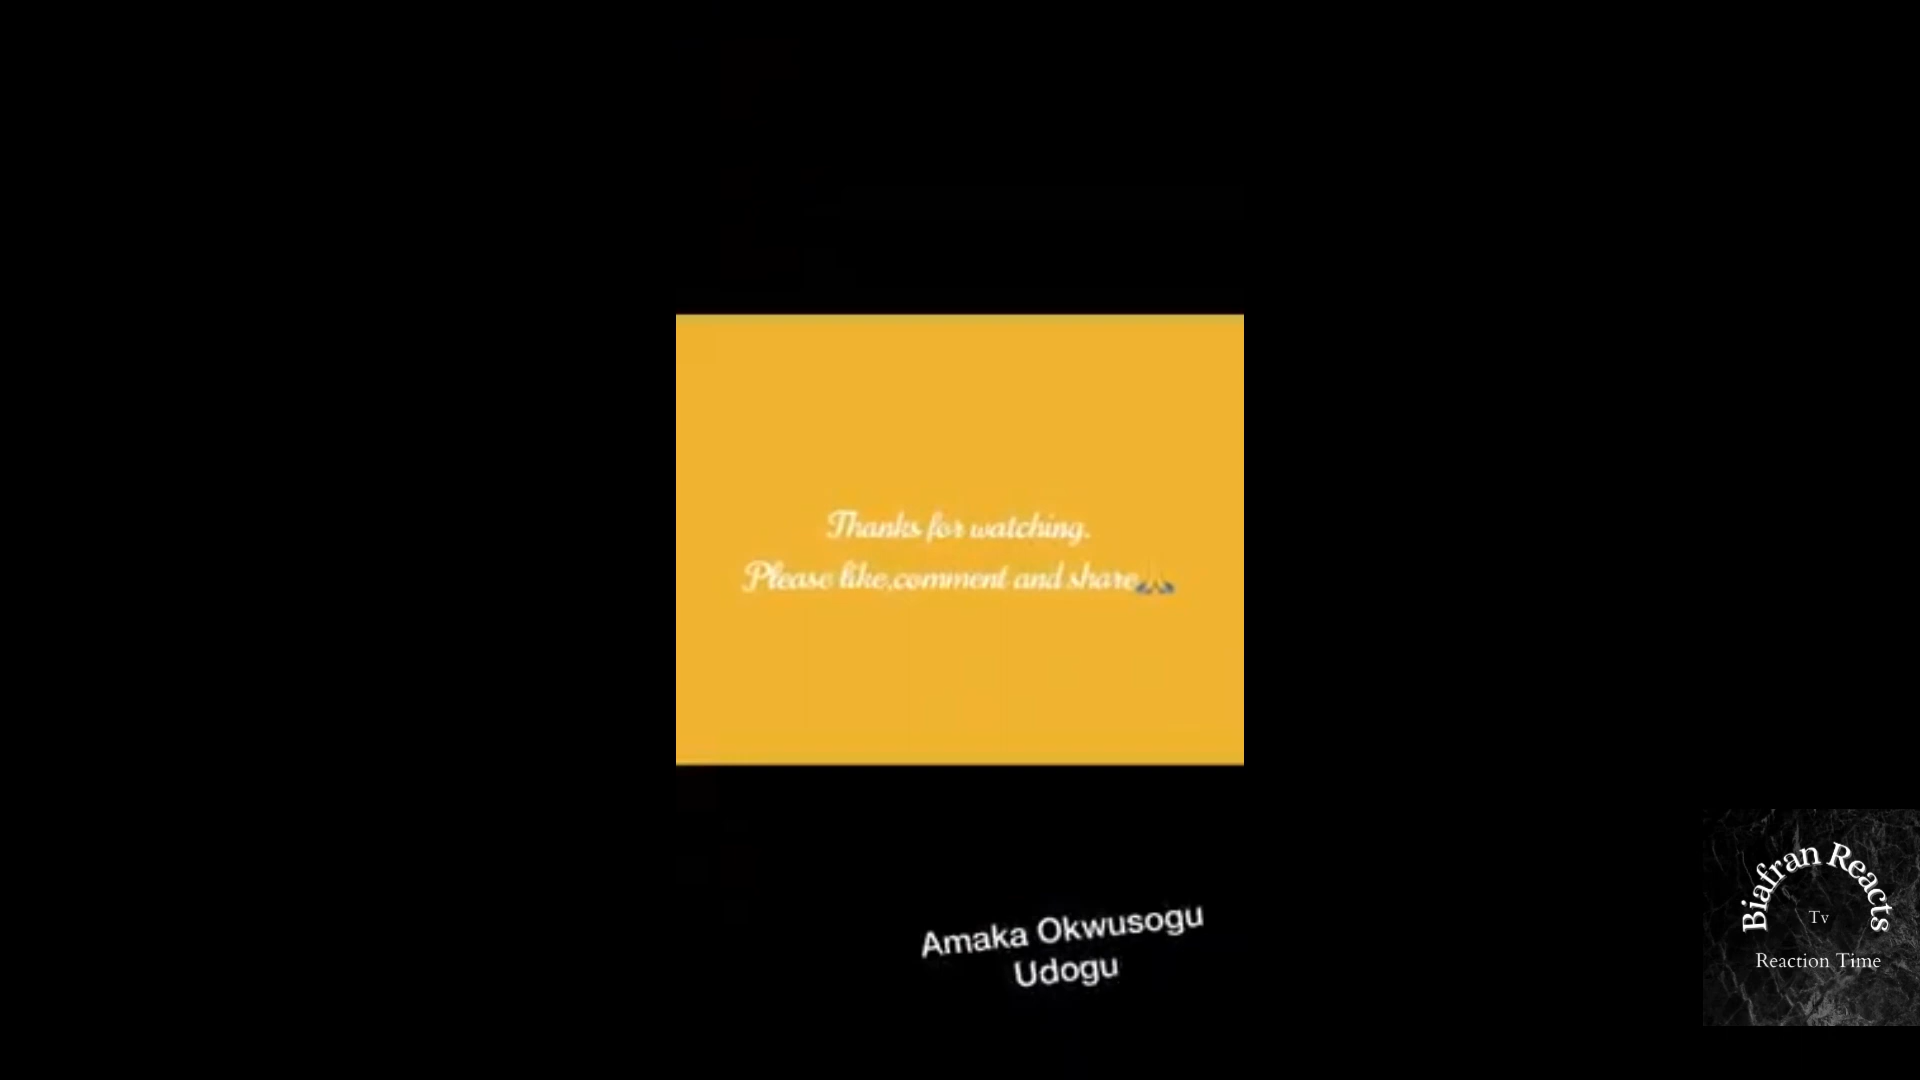 Thanks for watching.
Please like,comment and share🙏
Amaka Okwusogu
Udogu
Biafran Reacts
Tv
Reaction Time